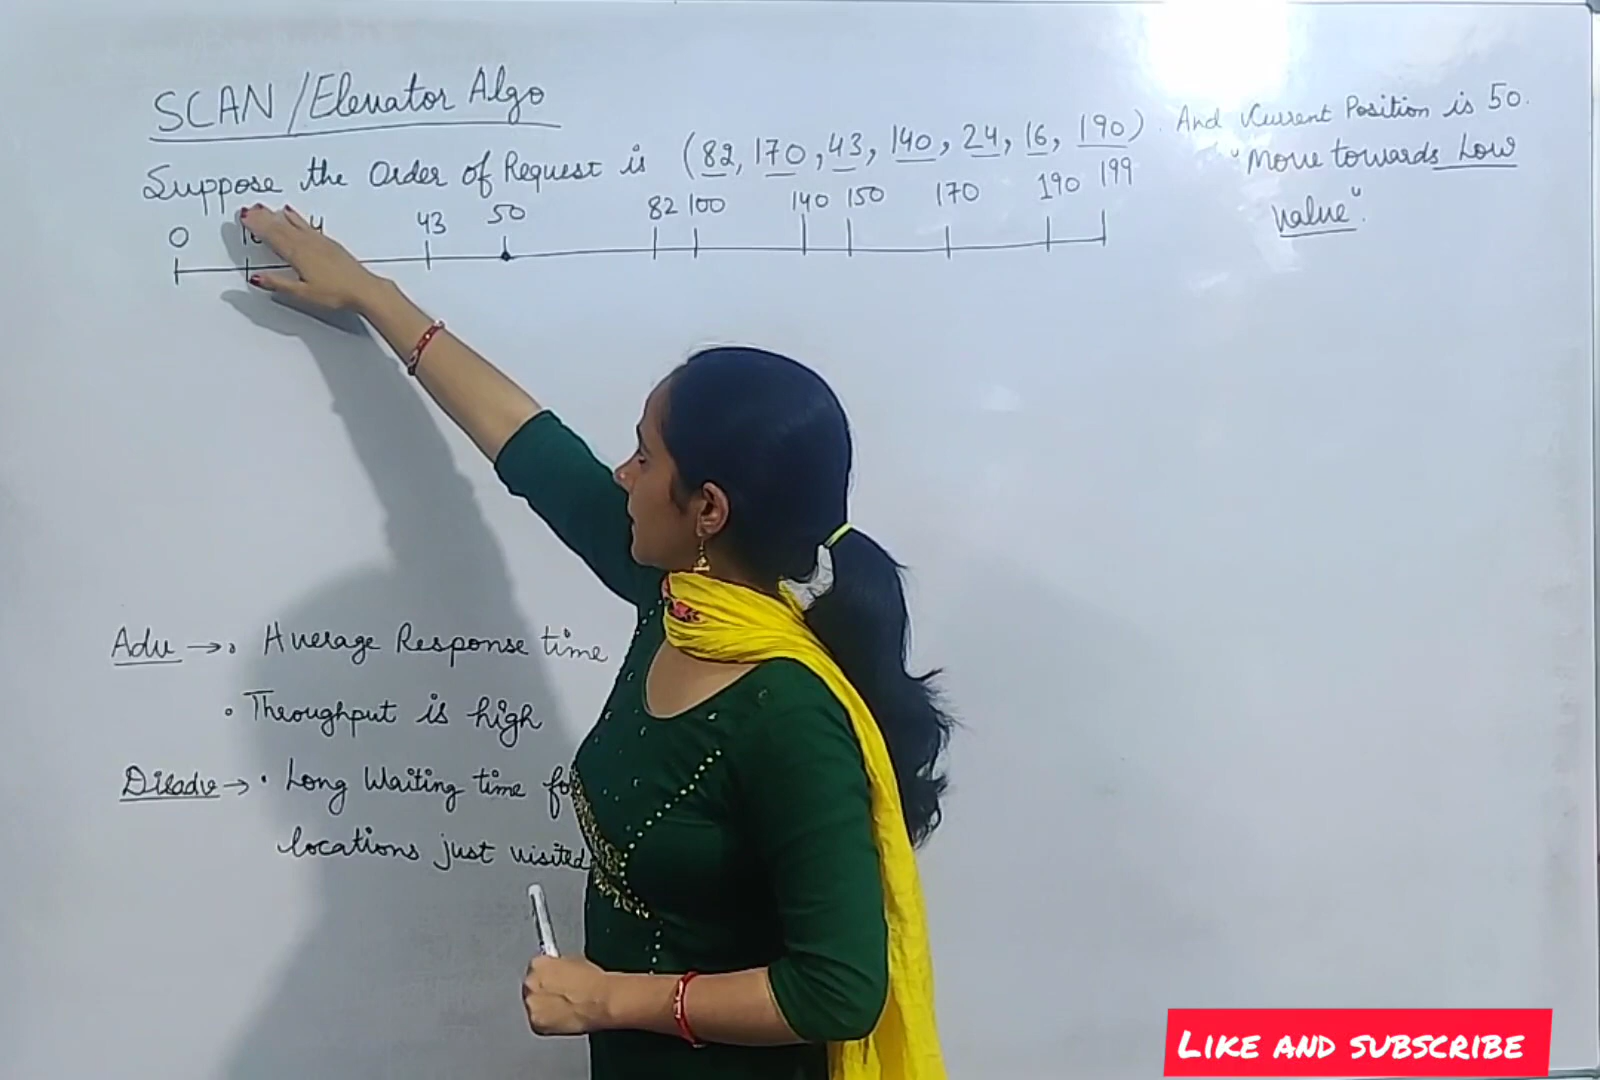 SCAN/Elevator Algo
Suppose the Order of Request is (82, 170, 43, 140, 24, 16, 190). And Current Position is 50.
"Move towards Low
value".
0 43 50 82 100 140 150 170 190 199
Adv → • Average Response time
• Throughput is high
Disadv → • Long Waiting time
locations just visited
LIKE AND SUBSCRIBE